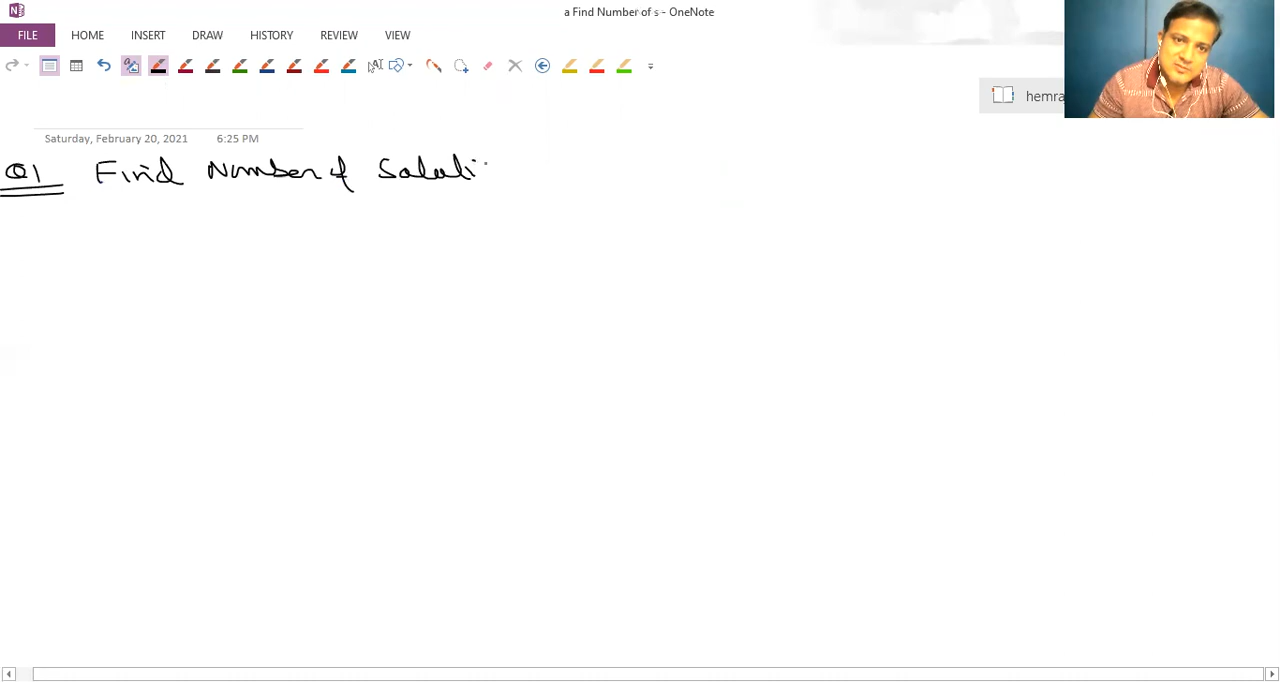 a Find Number of s - OneNote
FILE HOME INSERT DRAW HISTORY REVIEW VIEW
hemra
Saturday, February 20, 2021 6:25 PM
Q1 Find Number of Soluti